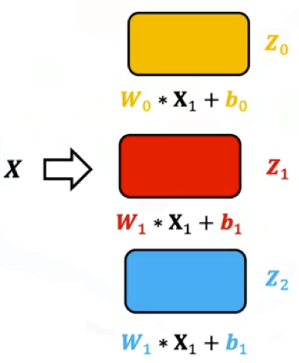 Z₀
W₀ * X₁ + b₀
X
Z₁
W₁ * X₁ + b₁
Z₂
W₁ * X₁ + b₁